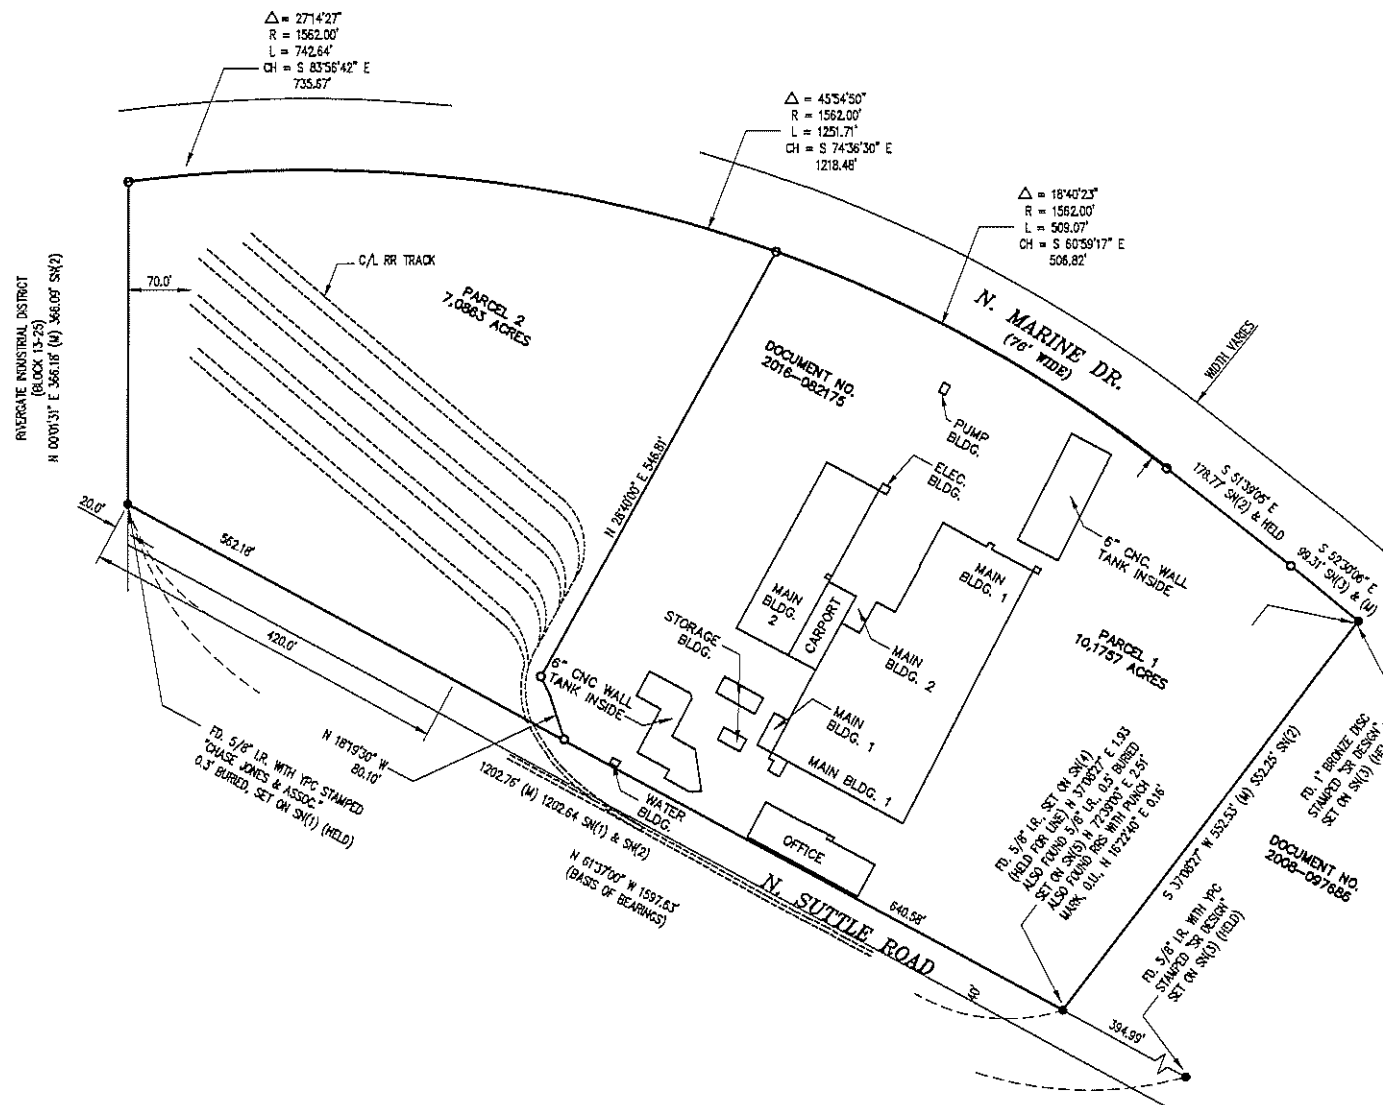 Δ = 27°14'27"
R = 1562.00'
L = 742.64'
CH = S 83°56'42" E
735.67'
Δ = 45°54'50"
R = 1562.00'
L = 1251.71'
CH = S 74°36'30" E
1218.48'
Δ = 18°40'23"
R = 1562.00'
L = 509.07'
CH = S 60°59'17" E
506.82'
C/L RR TRACK
70.0'
RIVERGATE INDUSTRIAL DISTRICT
(BLOCK 13-25)
N 00°01'31" E 366.18' (M) 366.09' SN(2)
PARCEL 2
7.0863 ACRES
N. MARINE DR.
(76' WIDE)
WIDTH VARIES
DOCUMENT NO.
2016-082175
PUMP
BLDG.
ELEC.
BLDG.
S 51°39'05" E
178.77' SN(2) & HELD
S 52°30'06" E
99.31' SN(3) & (M)
N 28°40'00" E 546.81'
20.0'
562.18'
420.0'
6" CNC. WALL
TANK INSIDE
MAIN
BLDG. 1
MAIN
BLDG.
2
CARPORT
STORAGE
BLDG.
MAIN
BLDG. 2
PARCEL 1
10.1757 ACRES
6" CNC WALL
TANK INSIDE
MAIN
BLDG. 1
MAIN BLDG. 1
FD. 5/8" I.R. WITH YPC STAMPED
"CHASE JONES & ASSOC."
0.3' BURIED, SET ON SN(1) (HELD)
N 18°19'30" W
80.10'
WATER
BLDG.
OFFICE
1202.76' (M) 1202.64 SN(1) & SN(2)
N 61°37'00" W 1597.63'
(BASIS OF BEARINGS)
N. SUTTLE ROAD
640.58'
40'
FD. 5/8" I.R., SET ON SN(4)
(HELD FOR LINE) N 37°08'27" E 1.93
ALSO FOUND 5/8" I.R., 0.5' BURIED
SET ON SN(5) N 72°39'00" E 2.51'
ALSO FOUND RRS WITH PUNCH
MARK, O.U., N 16°22'40" E 0.16'
S 37°08'27" W 552.53' (M) 552.25' SN(2)
FD. 1" BRONZE DISC
STAMPED "SR DESIGN"
SET ON SN(3)
DOCUMENT NO.
2008-097686
FD. 5/8" I.R. WITH YPC
STAMPED "SR DESIGN"
SET ON SN(3) (HELD)
394.99'